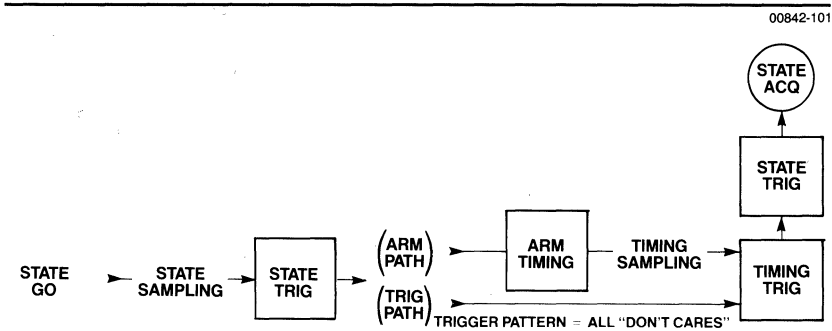 00842-101
STATE
ACQ
STATE
TRIG
STATE
GO
STATE
SAMPLING
STATE
TRIG
(ARM
PATH)
ARM
TIMING
TIMING
SAMPLING
TIMING
TRIG
(TRIG
PATH)
TRIGGER PATTERN = ALL "DON'T CARES"